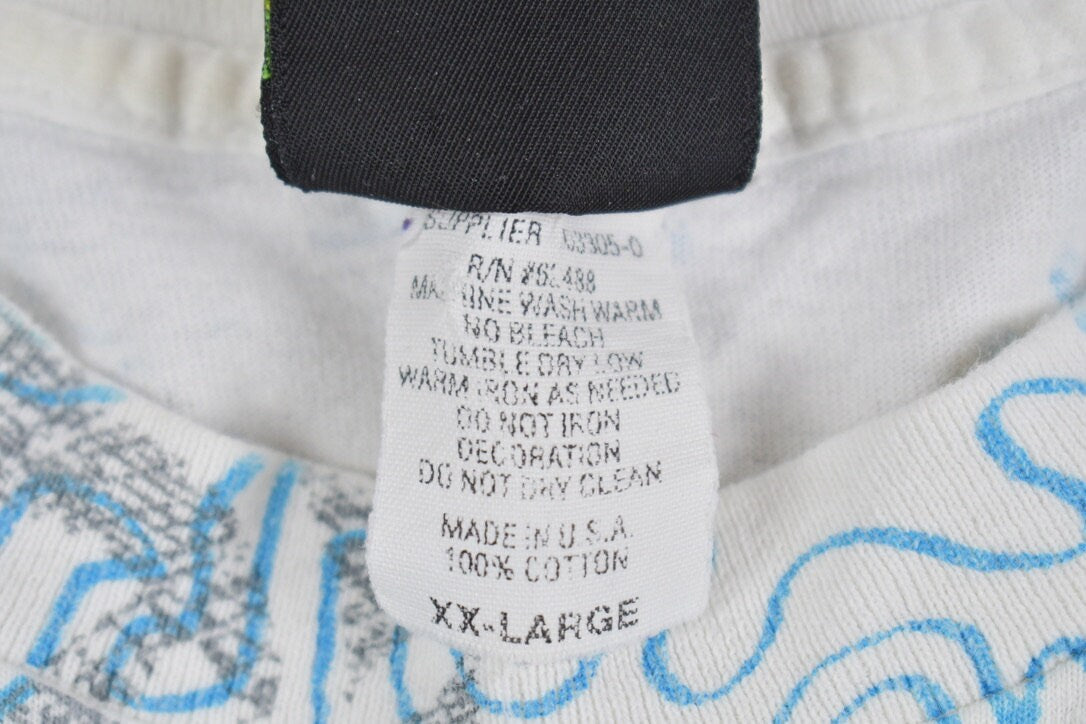 SUPPLIER 63905-0
R/N
MACHINE WASH WARM
NO BLEACH
TUMBLE DRY LOW
WARM IRON AS NEEDED
DO NOT IRON
DECORATION
DO NOT DRY CLEAN
MADE IN U.S.A.
100% COTTON
XX-LARGE